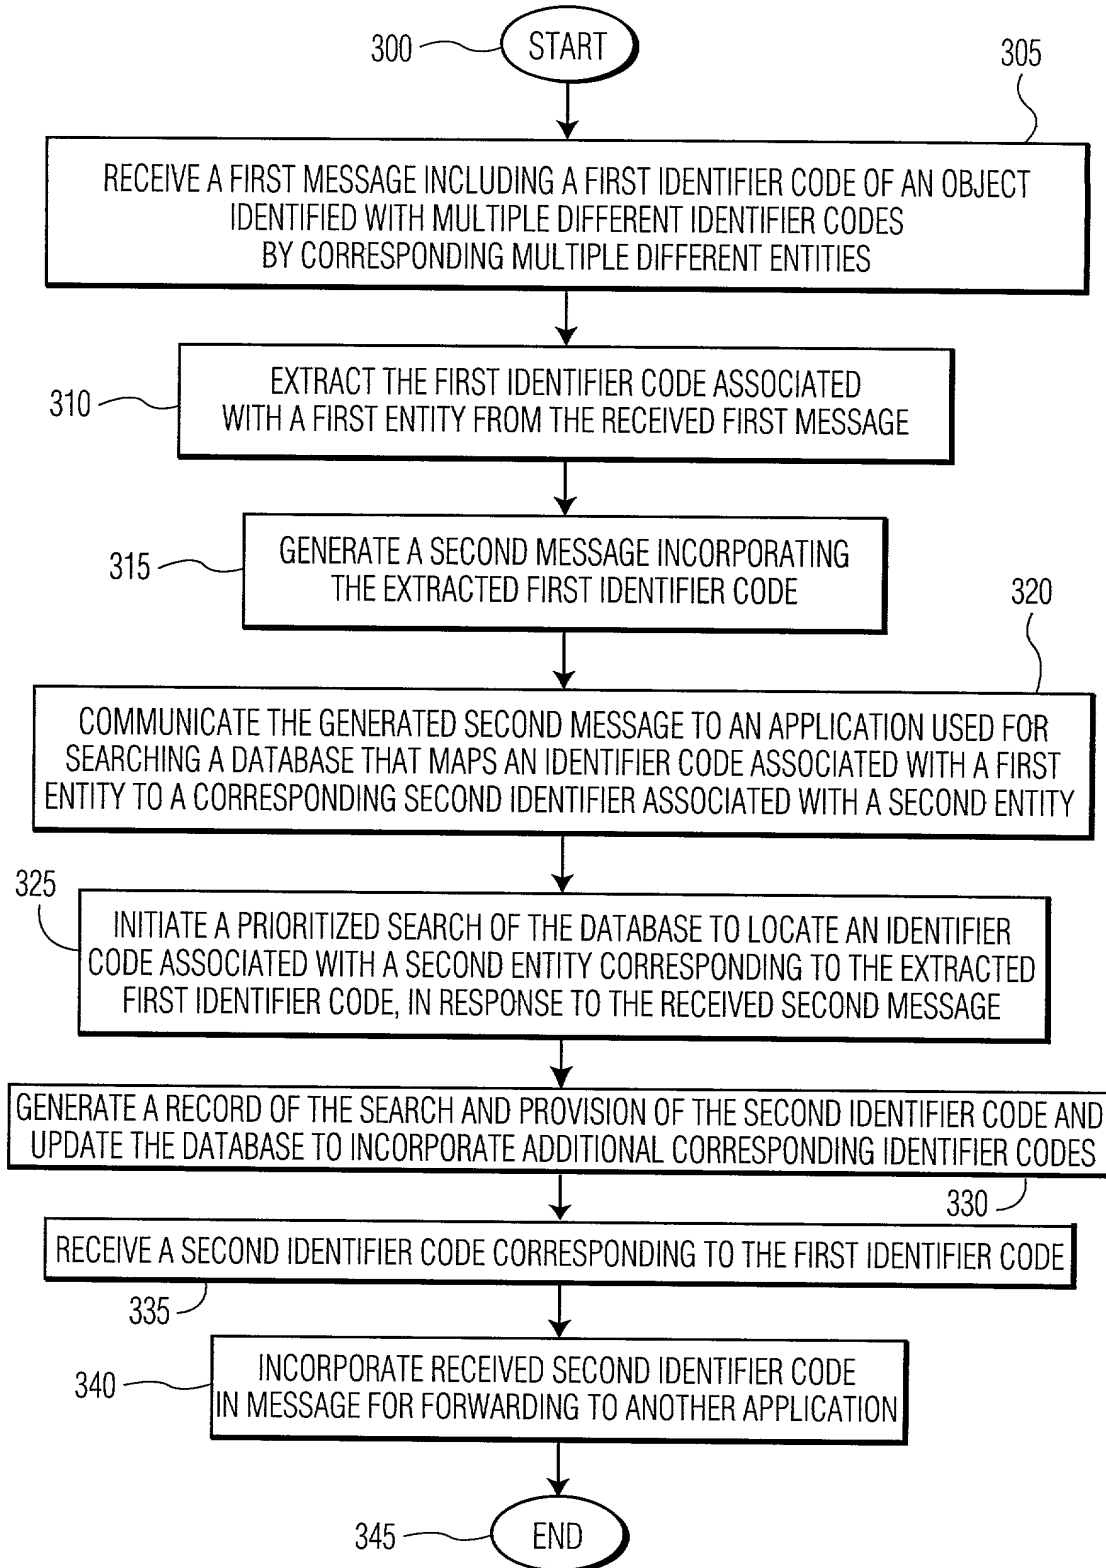 300
START
305
RECEIVE A FIRST MESSAGE INCLUDING A FIRST IDENTIFIER CODE OF AN OBJECT
IDENTIFIED WITH MULTIPLE DIFFERENT IDENTIFIER CODES
BY CORRESPONDING MULTIPLE DIFFERENT ENTITIES
310
EXTRACT THE FIRST IDENTIFIER CODE ASSOCIATED
WITH A FIRST ENTITY FROM THE RECEIVED FIRST MESSAGE
315
GENERATE A SECOND MESSAGE INCORPORATING
THE EXTRACTED FIRST IDENTIFIER CODE
320
COMMUNICATE THE GENERATED SECOND MESSAGE TO AN APPLICATION USED FOR
SEARCHING A DATABASE THAT MAPS AN IDENTIFIER CODE ASSOCIATED WITH A FIRST
ENTITY TO A CORRESPONDING SECOND IDENTIFIER ASSOCIATED WITH A SECOND ENTITY
325
INITIATE A PRIORITIZED SEARCH OF THE DATABASE TO LOCATE AN IDENTIFIER
CODE ASSOCIATED WITH A SECOND ENTITY CORRESPONDING TO THE EXTRACTED
FIRST IDENTIFIER CODE, IN RESPONSE TO THE RECEIVED SECOND MESSAGE
GENERATE A RECORD OF THE SEARCH AND PROVISION OF THE SECOND IDENTIFIER CODE AND
UPDATE THE DATABASE TO INCORPORATE ADDITIONAL CORRESPONDING IDENTIFIER CODES
330
RECEIVE A SECOND IDENTIFIER CODE CORRESPONDING TO THE FIRST IDENTIFIER CODE
335
340
INCORPORATE RECEIVED SECOND IDENTIFIER CODE
IN MESSAGE FOR FORWARDING TO ANOTHER APPLICATION
345
END